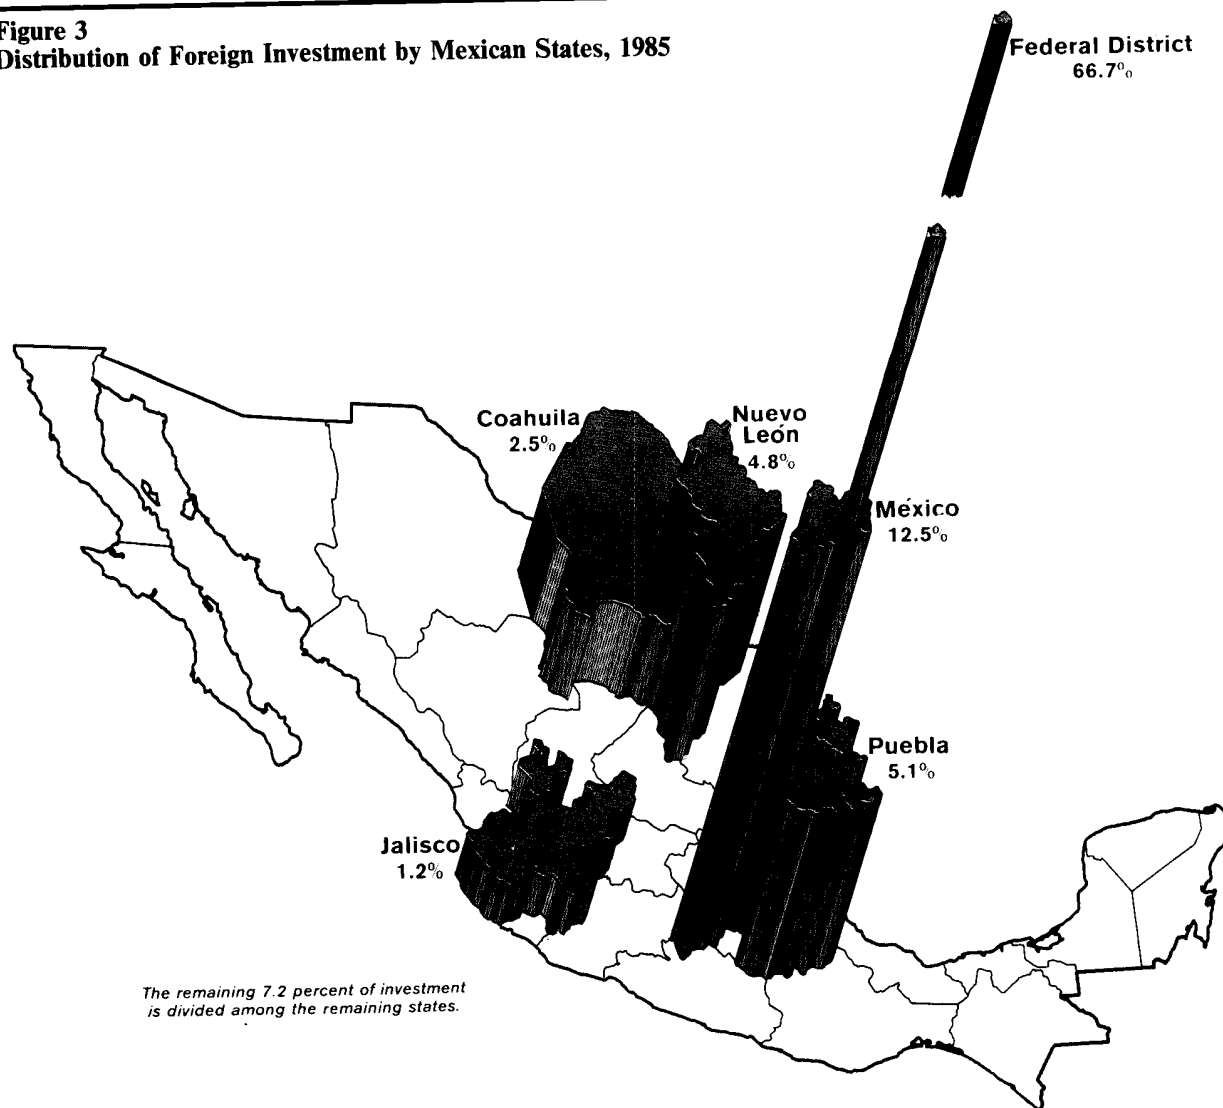 Figure 3
Distribution of Foreign Investment by Mexican States, 1985
Federal District
66.7%
Coahuila
2.5%
Nuevo
León
4.8%
México
12.5%
Puebla
5.1%
Jalisco
1.2%
The remaining 7.2 percent of investment
is divided among the remaining states.